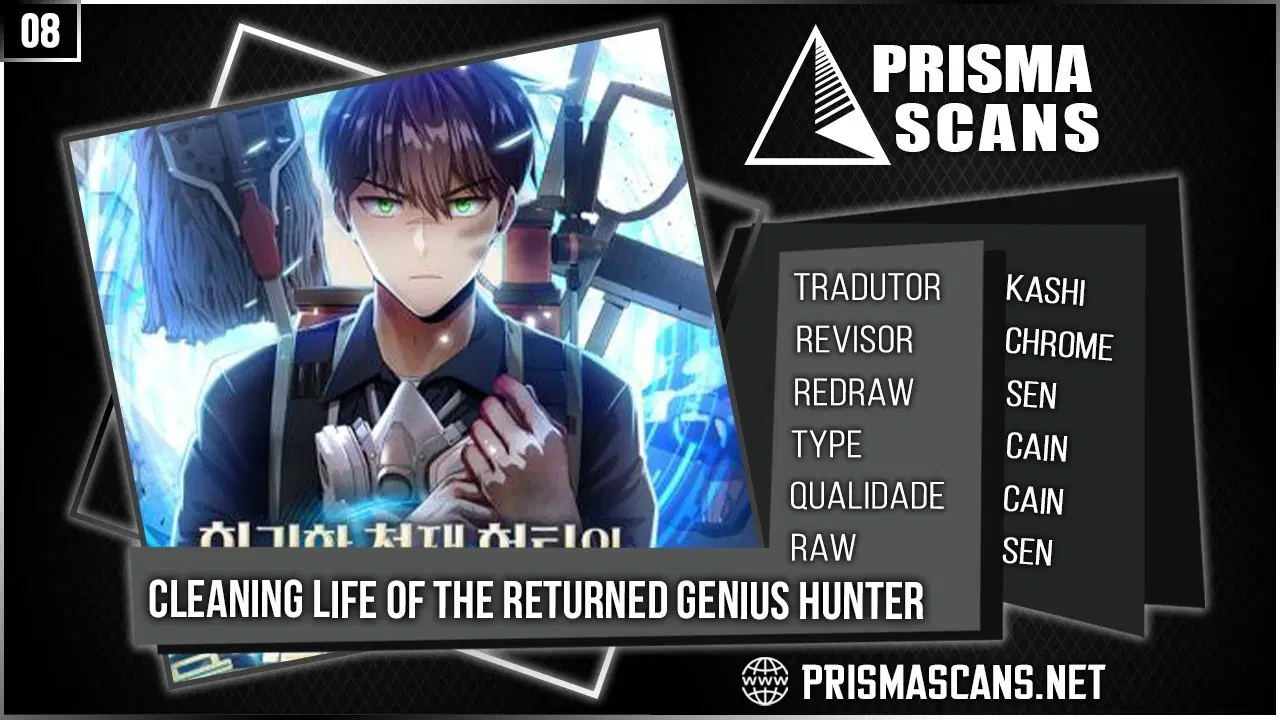 08
PRISMA
SCANS
TRADUTOR KASHI
REVISOR CHROME
REDRAW SEN
TYPE CAIN
QUALIDADE CAIN
RAW SEN
CLEANING LIFE OF THE RETURNED GENIUS HUNTER
WWW PRISMASCANS.NET